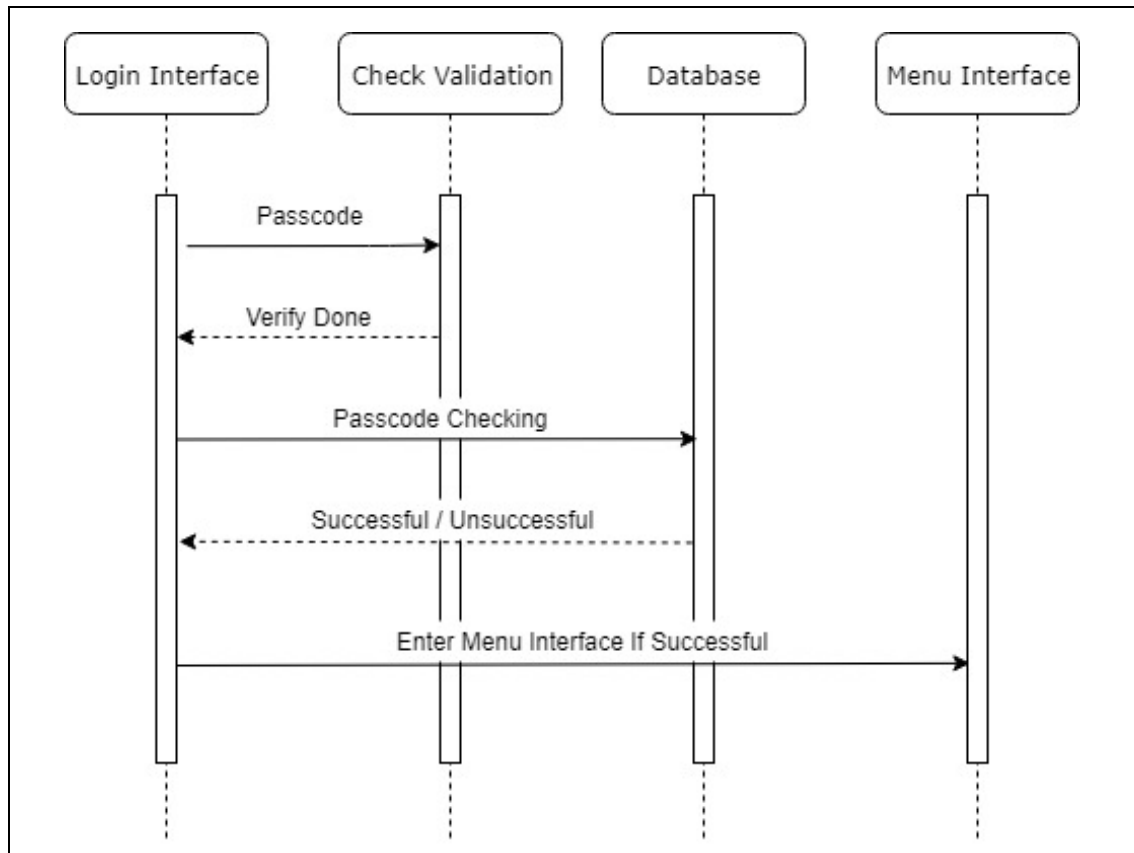 Login Interface
Check Validation
Database
Menu Interface
Passcode
Verify Done
Passcode Checking
Successful / Unsuccessful
Enter Menu Interface If Successful